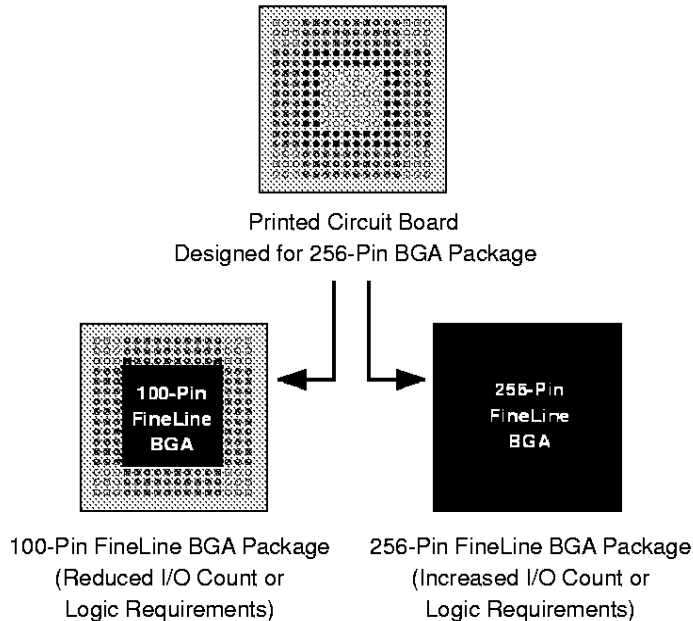 Printed Circuit Board
Designed for 256-Pin BGA Package
100-Pin
FineLine
BGA
256-Pin
FineLine
BGA
100-Pin FineLine BGA Package
(Reduced I/O Count or
Logic Requirements)
256-Pin FineLine BGA Package
(Increased I/O Count or
Logic Requirements)